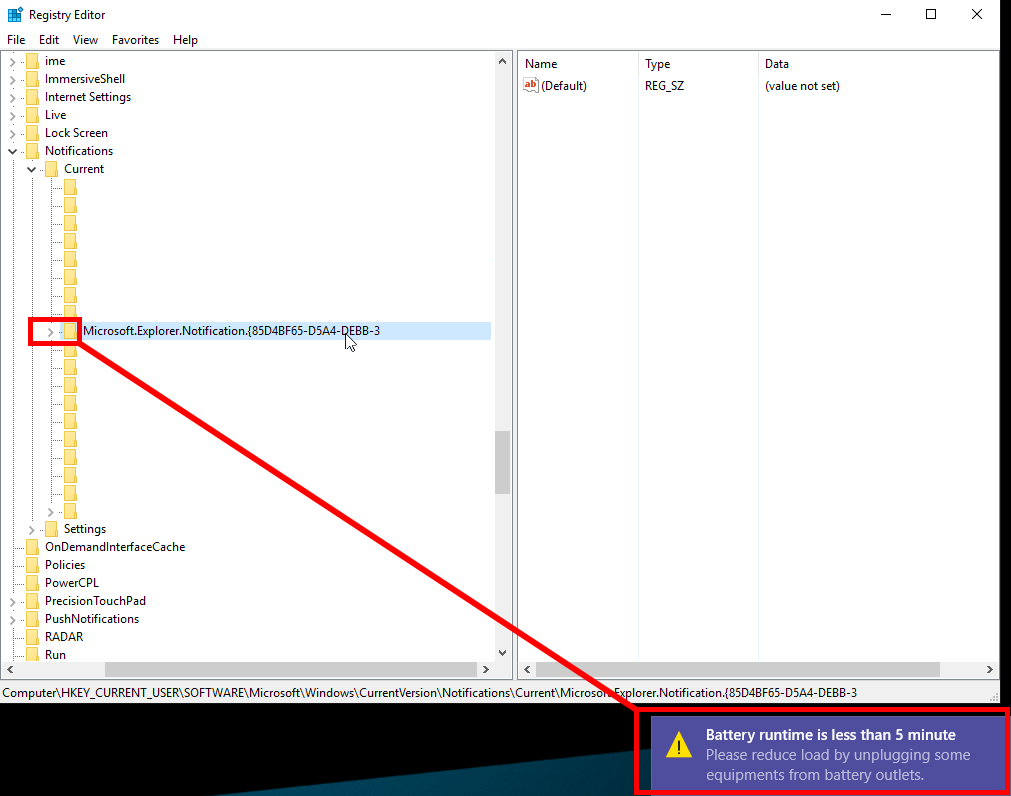 Registry Editor
File Edit View Favorites Help
ime
ImmersiveShell
Internet Settings
Live
Lock Screen
Notifications
Current
Microsoft.Explorer.Notification.{85D4BF65-D5A4-DEBB-3
Settings
OnDemandInterfaceCache
Policies
PowerCPL
PrecisionTouchPad
PushNotifications
RADAR
Run
Name Type Data
ab (Default) REG_SZ (value not set)
Computer\HKEY_CURRENT_USER\SOFTWARE\Microsoft\Windows\CurrentVersion\Notifications\Current\Microsoft.Explorer.Notification.{85D4BF65-D5A4-DEBB-3
Battery runtime is less than 5 minute
Please reduce load by unplugging some
equipments from battery outlets.